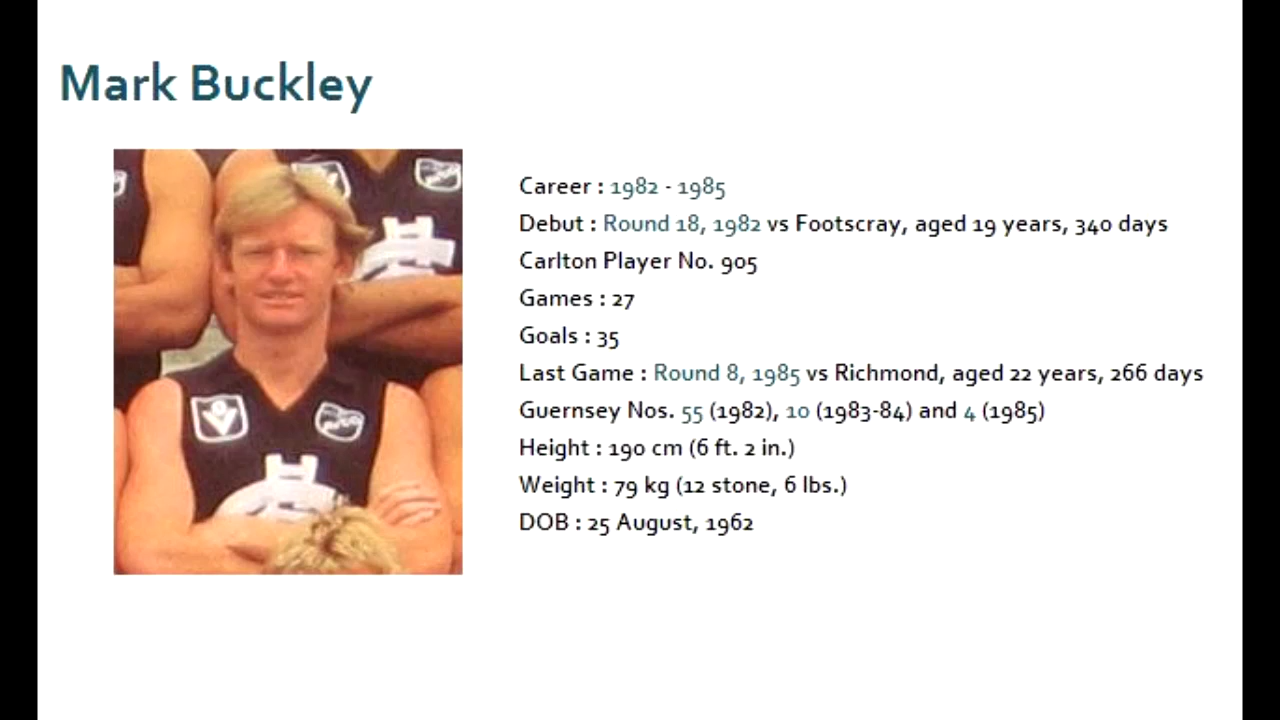 Mark Buckley
Career : 1982 - 1985
Debut : Round 18, 1982 vs Footscray, aged 19 years, 340 days
Carlton Player No. 905
Games : 27
Goals : 35
Last Game : Round 8, 1985 vs Richmond, aged 22 years, 266 days
Guernsey Nos. 55 (1982), 10 (1983-84) and 4 (1985)
Height : 190 cm (6 ft. 2 in.)
Weight : 79 kg (12 stone, 6 lbs.)
DOB : 25 August, 1962